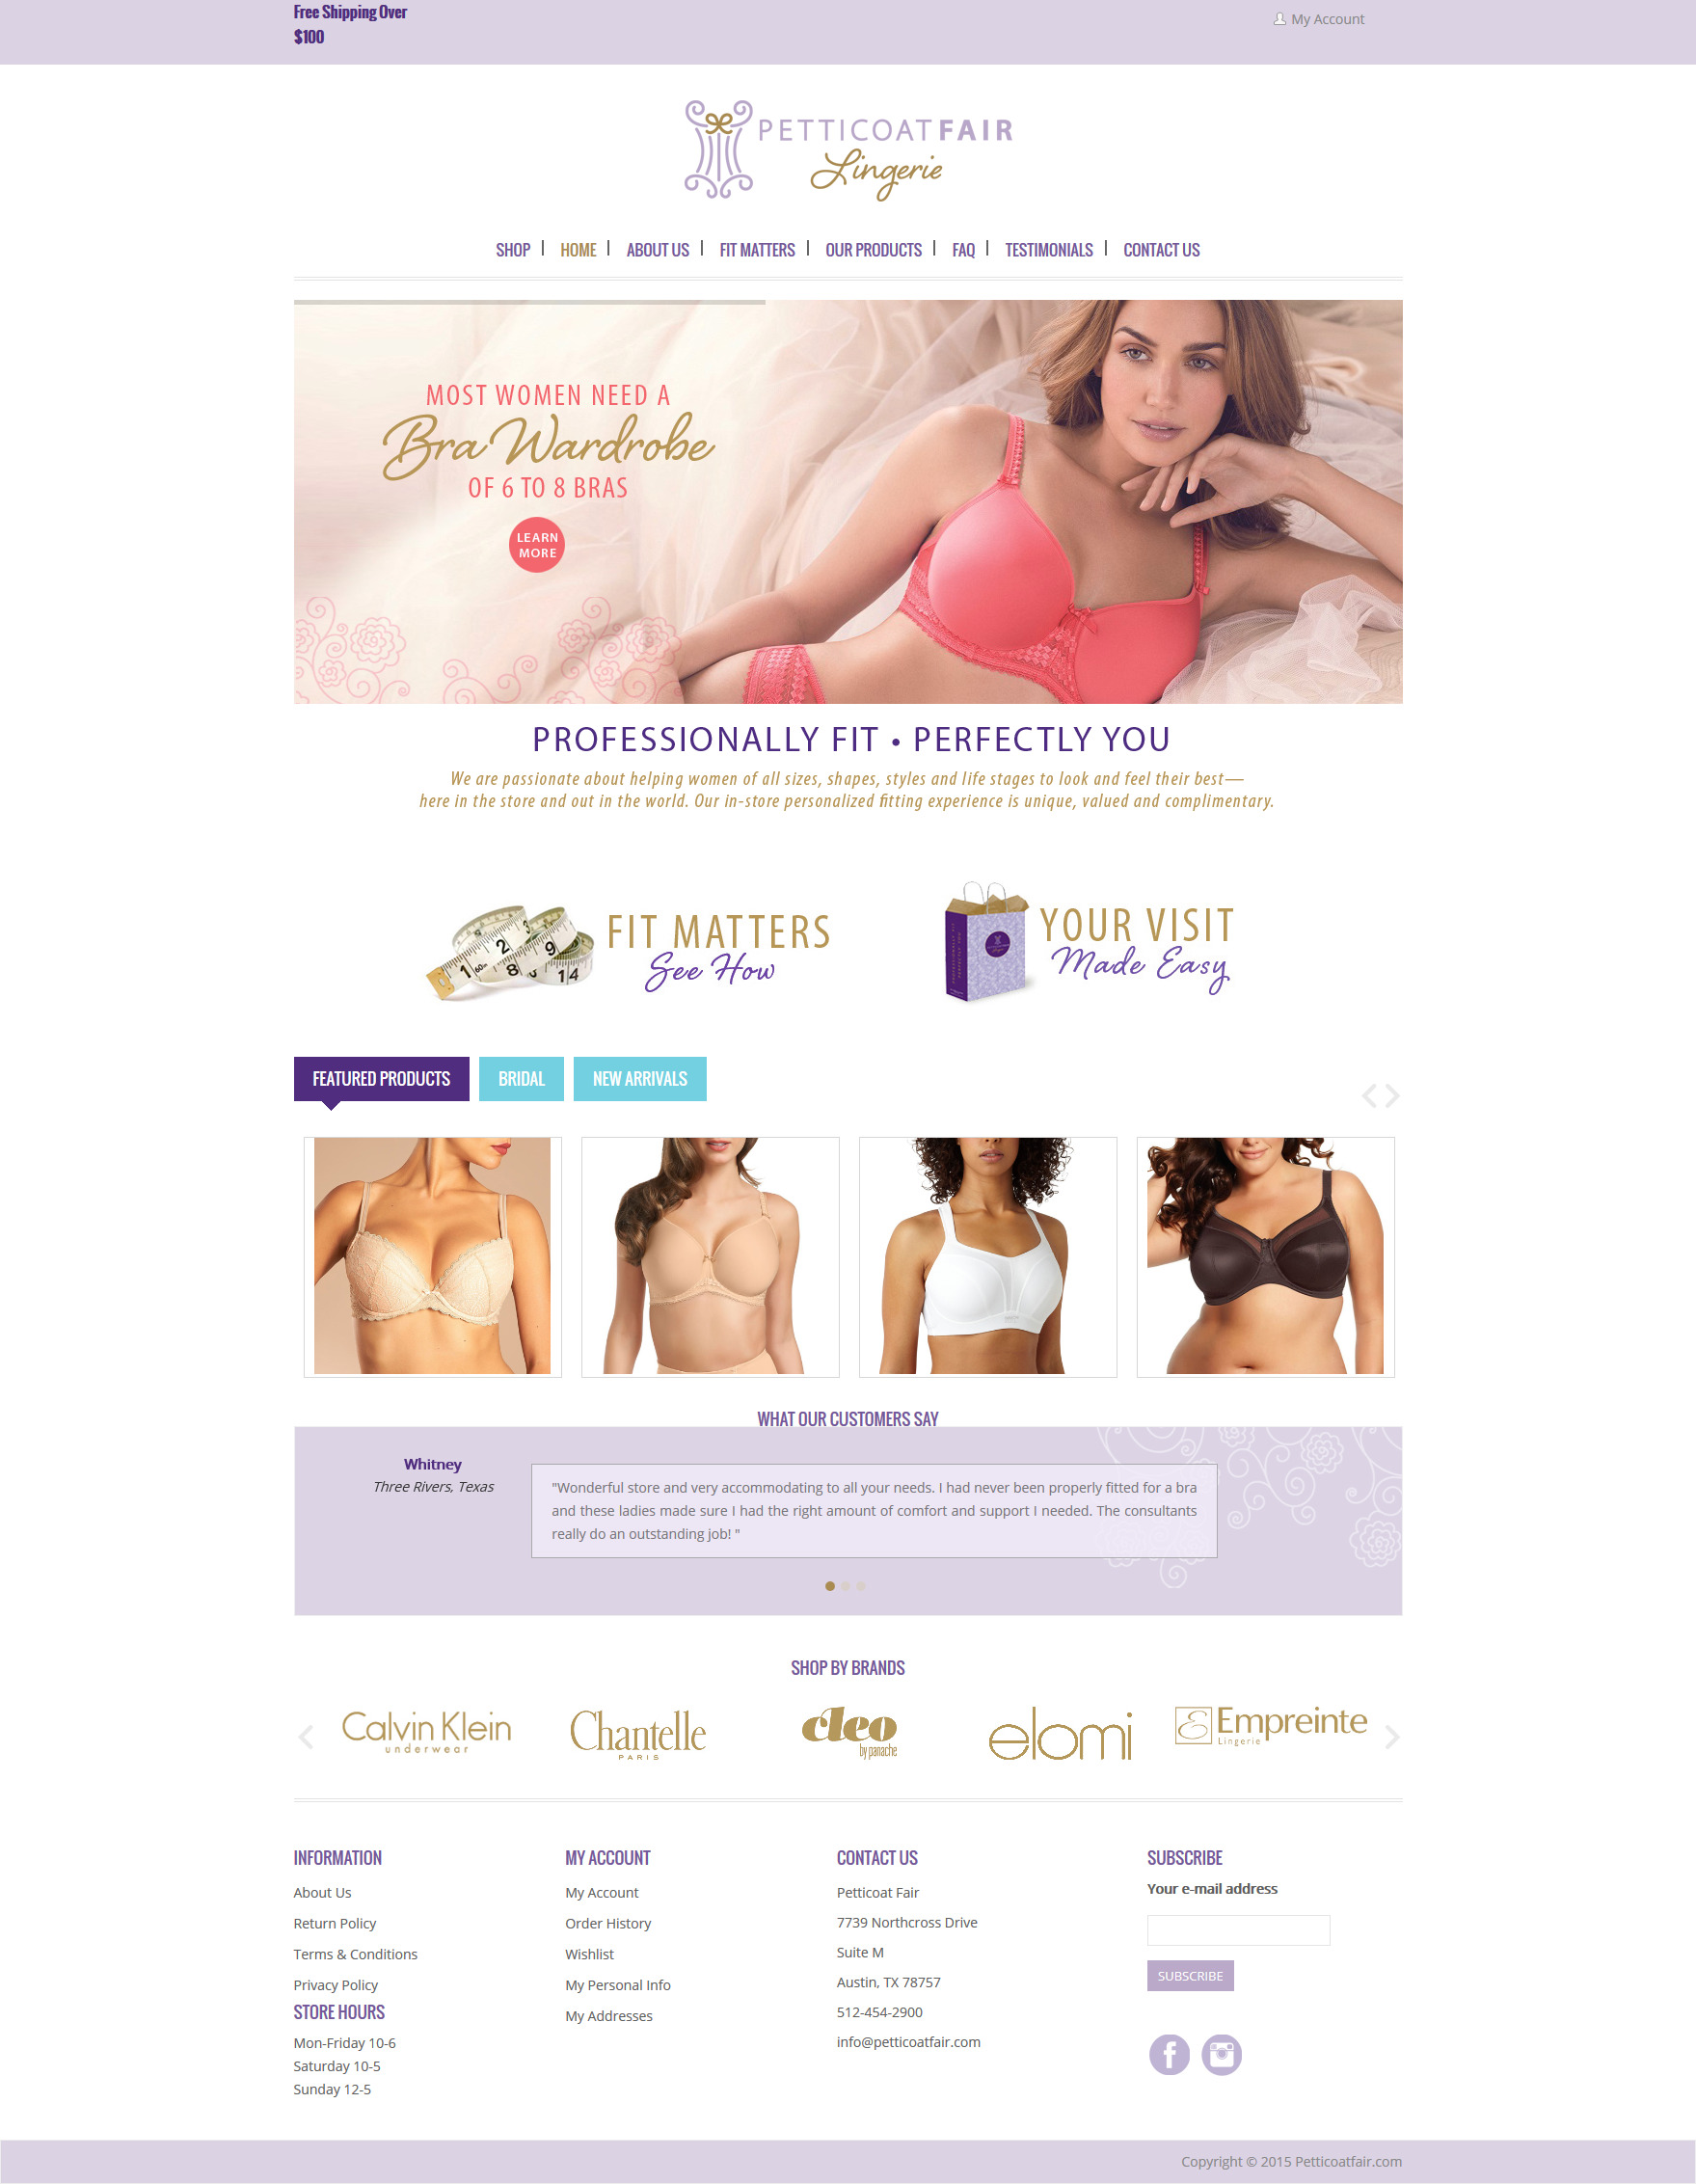 Free Shipping Over
$100
My Account
PETTICOATFAIR
Lingerie
SHOP
HOME
ABOUT US
FIT MATTERS
OUR PRODUCTS
FAQ
TESTIMONIALS
CONTACT US
MOST WOMEN NEED A
Bra Wardrobe
OF 6 TO 8 BRAS
LEARN
MORE
PROFESSIONALLY FIT • PERFECTLY YOU
We are passionate about helping women of all sizes, shapes, styles and life stages to look and feel their best—
here in the store and out in the world. Our in-store personalized fitting experience is unique, valued and complimentary.
FIT MATTERS
See How
YOUR VISIT
Made Easy
FEATURED PRODUCTS
BRIDAL
NEW ARRIVALS
WHAT OUR CUSTOMERS SAY
Whitney
Three Rivers, Texas
"Wonderful store and very accommodating to all your needs. I had never been properly fitted for a bra
and these ladies made sure I had the right amount of comfort and support I needed. The consultants
really do an outstanding job! "
SHOP BY BRANDS
Calvin Klein
underwear
Chantelle
PARIS
cleo
by panache
elomi
E Empreinte
Lingerie
INFORMATION
About Us
Return Policy
Terms & Conditions
Privacy Policy
STORE HOURS
Mon-Friday 10-6
Saturday 10-5
Sunday 12-5
MY ACCOUNT
My Account
Order History
Wishlist
My Personal Info
My Addresses
CONTACT US
Petticoat Fair
7739 Northcross Drive
Suite M
Austin, TX 78757
512-454-2900
info@petticoatfair.com
SUBSCRIBE
Your e-mail address
SUBSCRIBE
Copyright © 2015 Petticoatfair.com